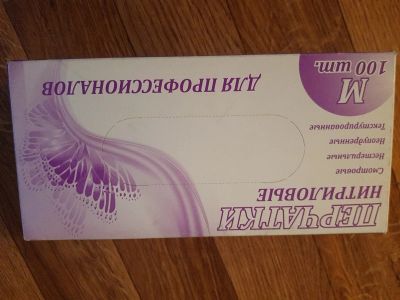 ПЕРЧАТКИ
НИТРИЛОВЫЕ
Смотровые
Нестерильные
Неопудренные
Текстурированные
M
100 шт.
ДЛЯ ПРОФЕССИОНАЛОВ